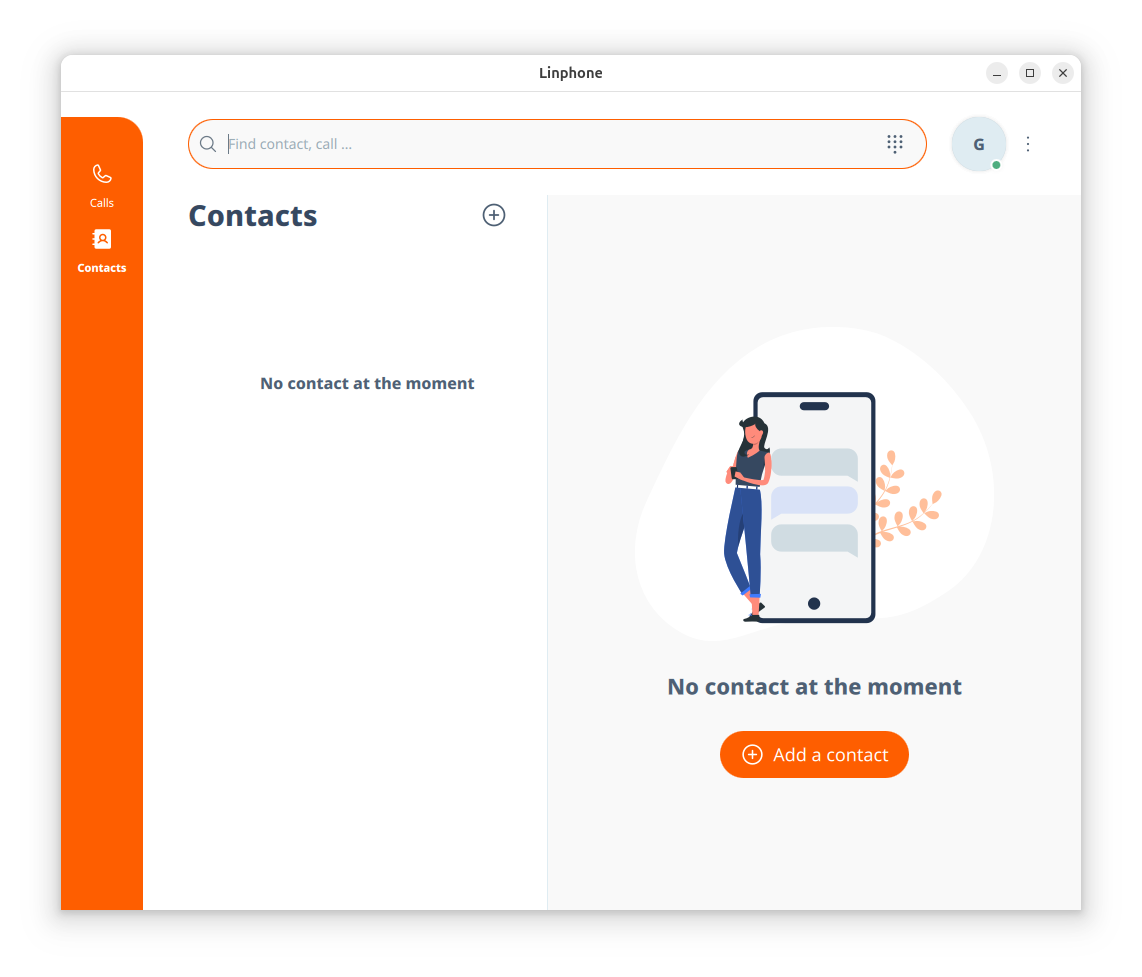 Linphone
Find contact, call ...
G
Calls
Contacts
Contacts
No contact at the moment
No contact at the moment
Add a contact